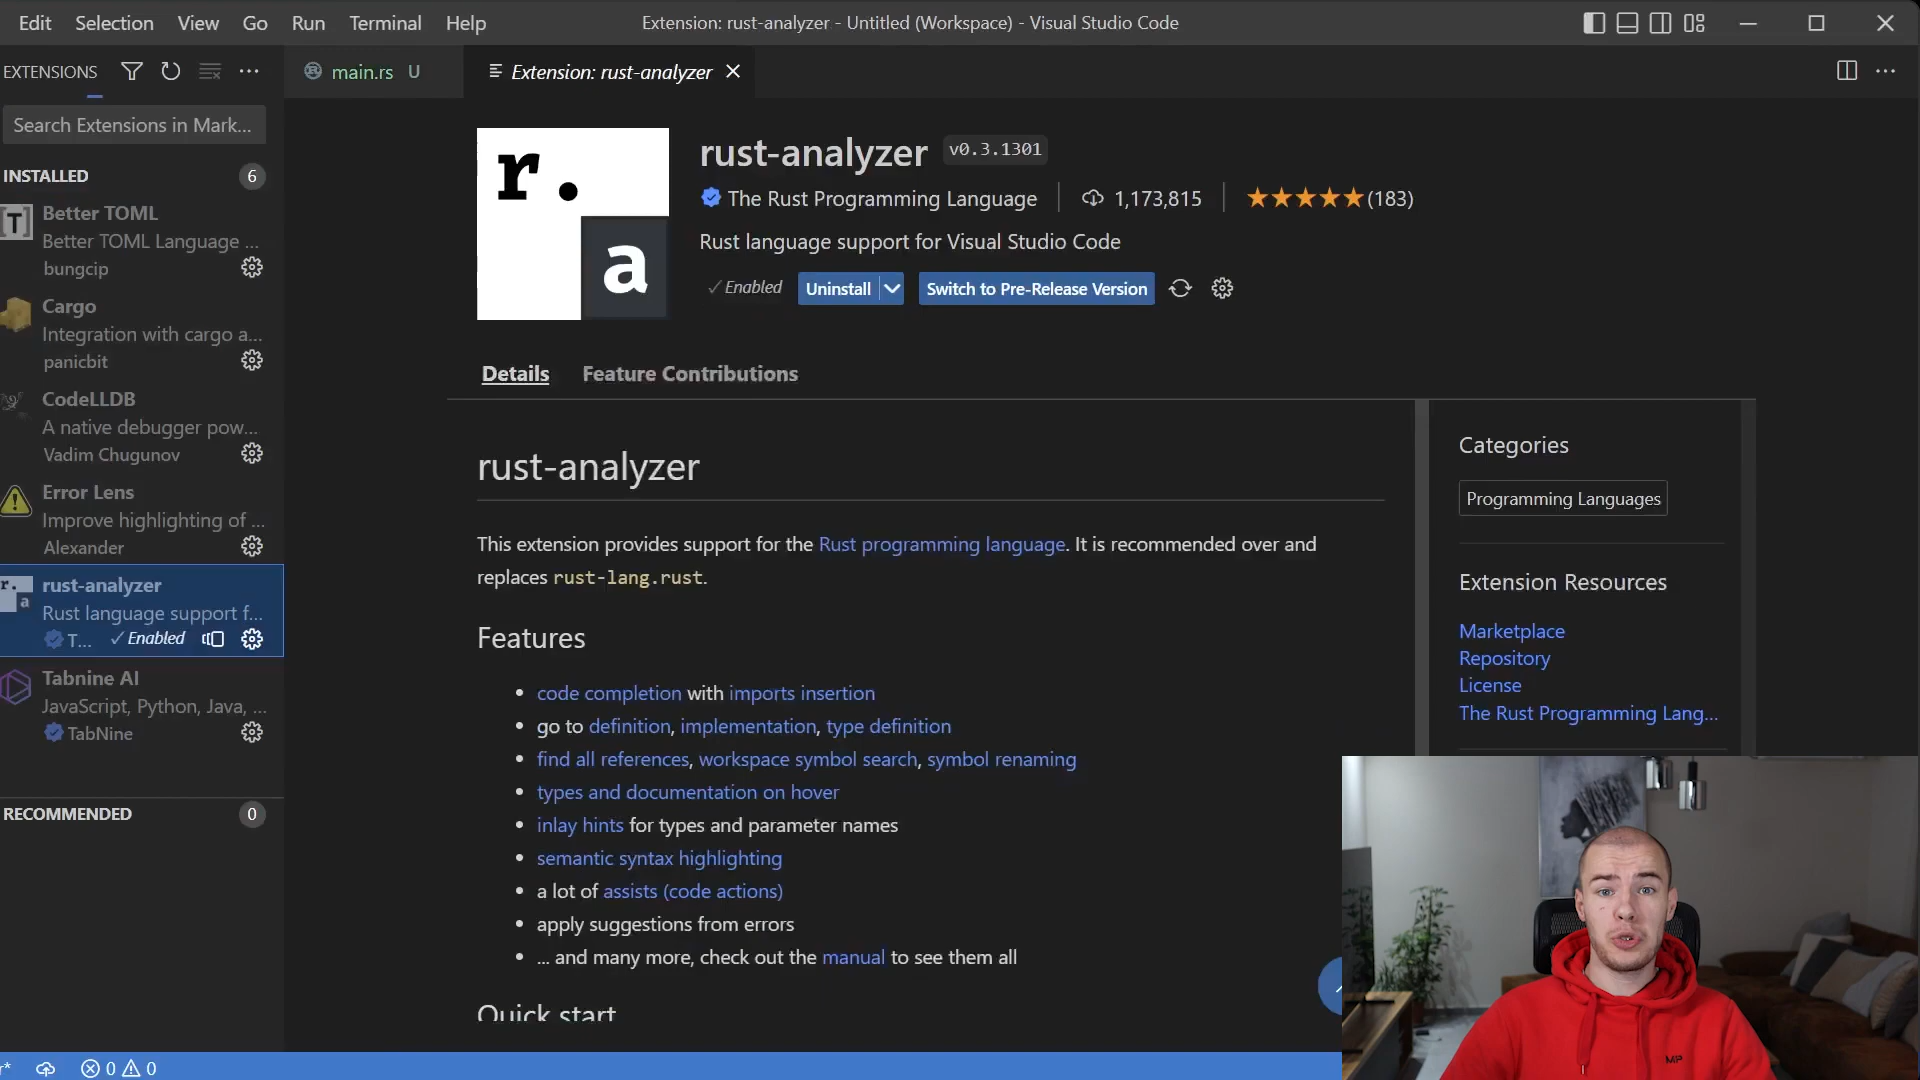 Edit Selection View Go Run Terminal Help
Extension: rust-analyzer - Untitled (Workspace) - Visual Studio Code
EXTENSIONS
main.rs U
Extension: rust-analyzer
Search Extensions in Mark...
INSTALLED 6
Better TOML
Better TOML Language ...
bungcip
Cargo
Integration with cargo a...
panicbit
CodeLLDB
A native debugger pow...
Vadim Chugunov
Error Lens
Improve highlighting of ...
Alexander
r. a
rust-analyzer
Rust language support f...
T... ✓ Enabled
Tabnine AI
JavaScript, Python, Java, ...
TabNine
RECOMMENDED 0
r. a
rust-analyzer v0.3.1301
The Rust Programming Language 1,173,815 ★★★★★(183)
Rust language support for Visual Studio Code
✓ Enabled Uninstall Switch to Pre-Release Version
Details Feature Contributions
rust-analyzer
This extension provides support for the Rust programming language. It is recommended over and
replaces rust-lang.rust.
Features
• code completion with imports insertion
• go to definition, implementation, type definition
• find all references, workspace symbol search, symbol renaming
• types and documentation on hover
• inlay hints for types and parameter names
• semantic syntax highlighting
• a lot of assists (code actions)
• apply suggestions from errors
• ... and many more, check out the manual to see them all
Quick start
Categories
Programming Languages
Extension Resources
Marketplace
Repository
License
The Rust Programming Lang...
MP
0 0